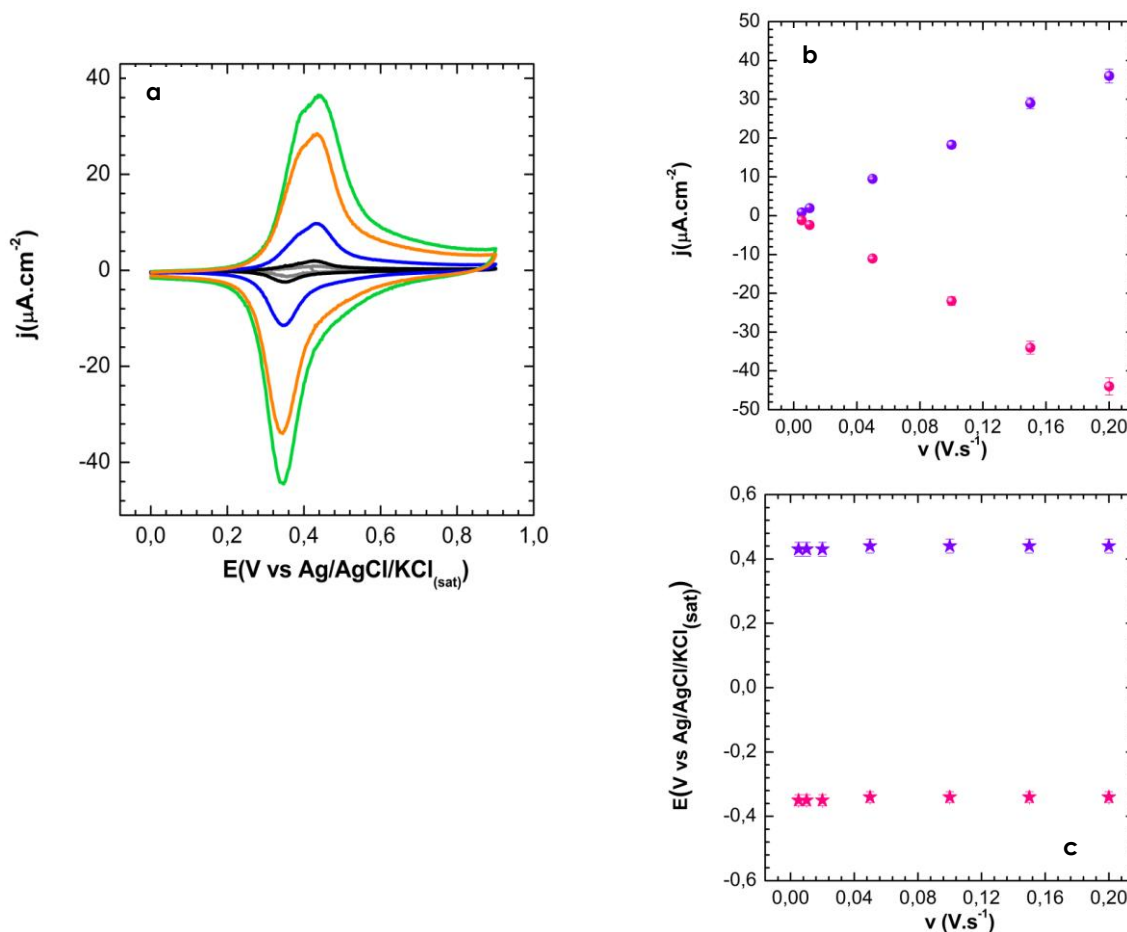 a
40
20
0
-20
-40
j(µA.cm⁻²)
0,0 0,2 0,4 0,6 0,8 1,0
E(V vs Ag/AgCl/KCl(sat))
b
50
40
30
20
10
0
-10
-20
-30
-40
-50
j(µA.cm⁻²)
0,00 0,04 0,08 0,12 0,16 0,20
v (V.s⁻¹)
0,6
0,4
0,2
0,0
-0,2
-0,4
-0,6
E(V vs Ag/AgCl/KCl(sat))
c
0,00 0,04 0,08 0,12 0,16 0,20
v (V.s⁻¹)